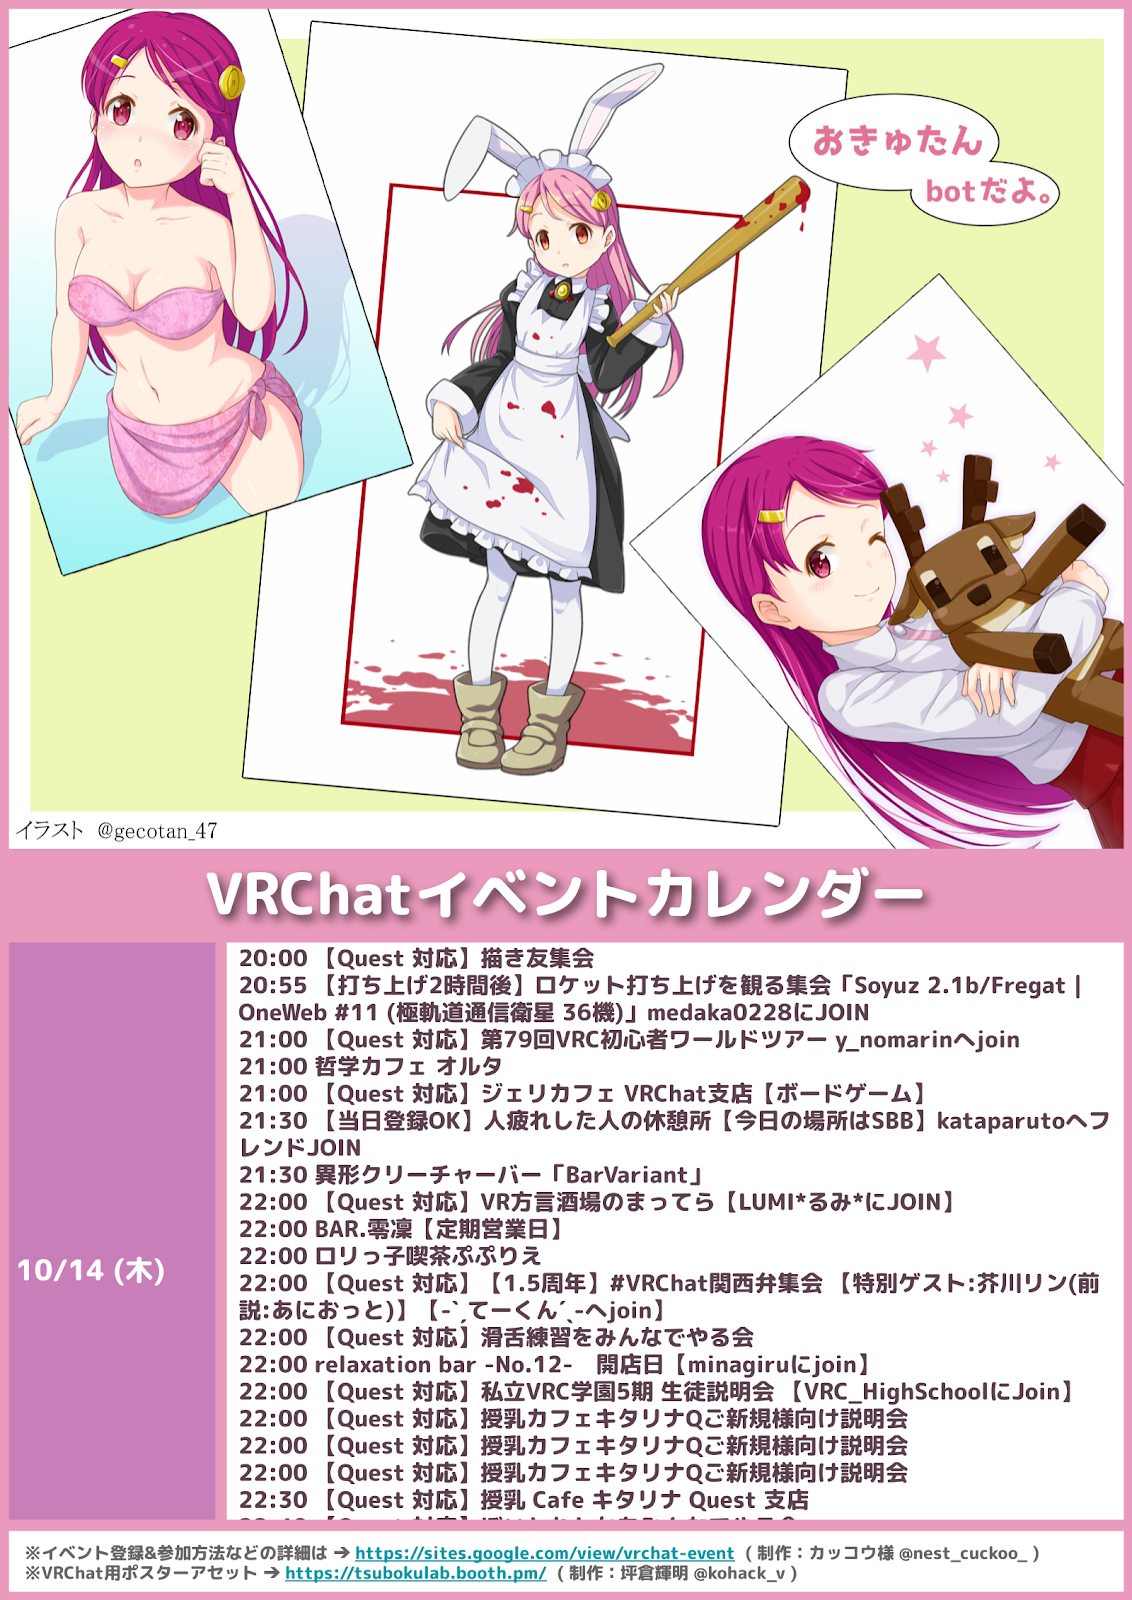 おきゅたん
botだよ。
イラスト @gecotan_47
VRChatイベントカレンダー
10/14 (木)
20:00 【Quest 対応】描き友集会
20:55 【打ち上げ2時間後】ロケット打ち上げを観る集会「Soyuz 2.1b/Fregat |
OneWeb #11 (極軌道通信衛星 36機)」medaka0228にJOIN
21:00 【Quest 対応】第79回VRC初心者ワールドツアー y_nomarinへjoin
21:00 哲学カフェ オルタ
21:00 【Quest 対応】ジェリカフェ VRChat支店【ボードゲーム】
21:30 【当日登録OK】人疲れした人の休憩所【今日の場所はSBB】kataparutoへフ
レンドJOIN
21:30 異形クリーチャーバー「BarVariant」
22:00 【Quest 対応】VR方言酒場のまってら【LUMI*るみ*にJOIN】
22:00 BAR.零凜【定期営業日】
22:00 ロリっ子喫茶ぷぷりえ
22:00 【Quest 対応】【1.5周年】#VRChat関西弁集会 【特別ゲスト:芥川リン(前
説:あにおっと)】【-ˋˏてーくんˊˎ-へjoin】
22:00 【Quest 対応】滑舌練習をみんなでやる会
22:00 relaxation bar -No.12-　開店日【minagiruにjoin】
22:00 【Quest 対応】私立VRC学園5期 生徒説明会 【VRC_HighSchoolにJoin】
22:00 【Quest 対応】授乳カフェキタリナQご新規様向け説明会
22:00 【Quest 対応】授乳カフェキタリナQご新規様向け説明会
22:00 【Quest 対応】授乳カフェキタリナQご新規様向け説明会
22:30 【Quest 対応】授乳 Cafe キタリナ Quest 支店
※イベント登録&参加方法などの詳細は → https://sites.google.com/view/vrchat-event ( 制作：カッコウ様 @nest_cuckoo_ )
※VRChat用ポスターアセット → https://tsubokulab.booth.pm/ ( 制作：坪倉輝明 @kohack_v )